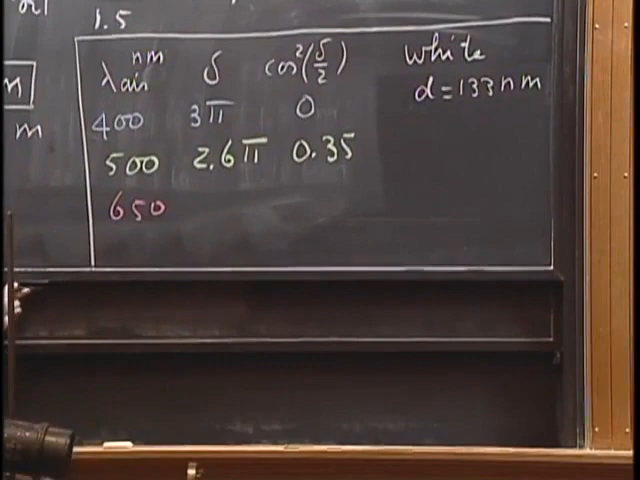 1.5
λair nm δ cos²(δ/2) white
d = 133 nm
m
400 3π 0
m
500 2.6π 0.35
650